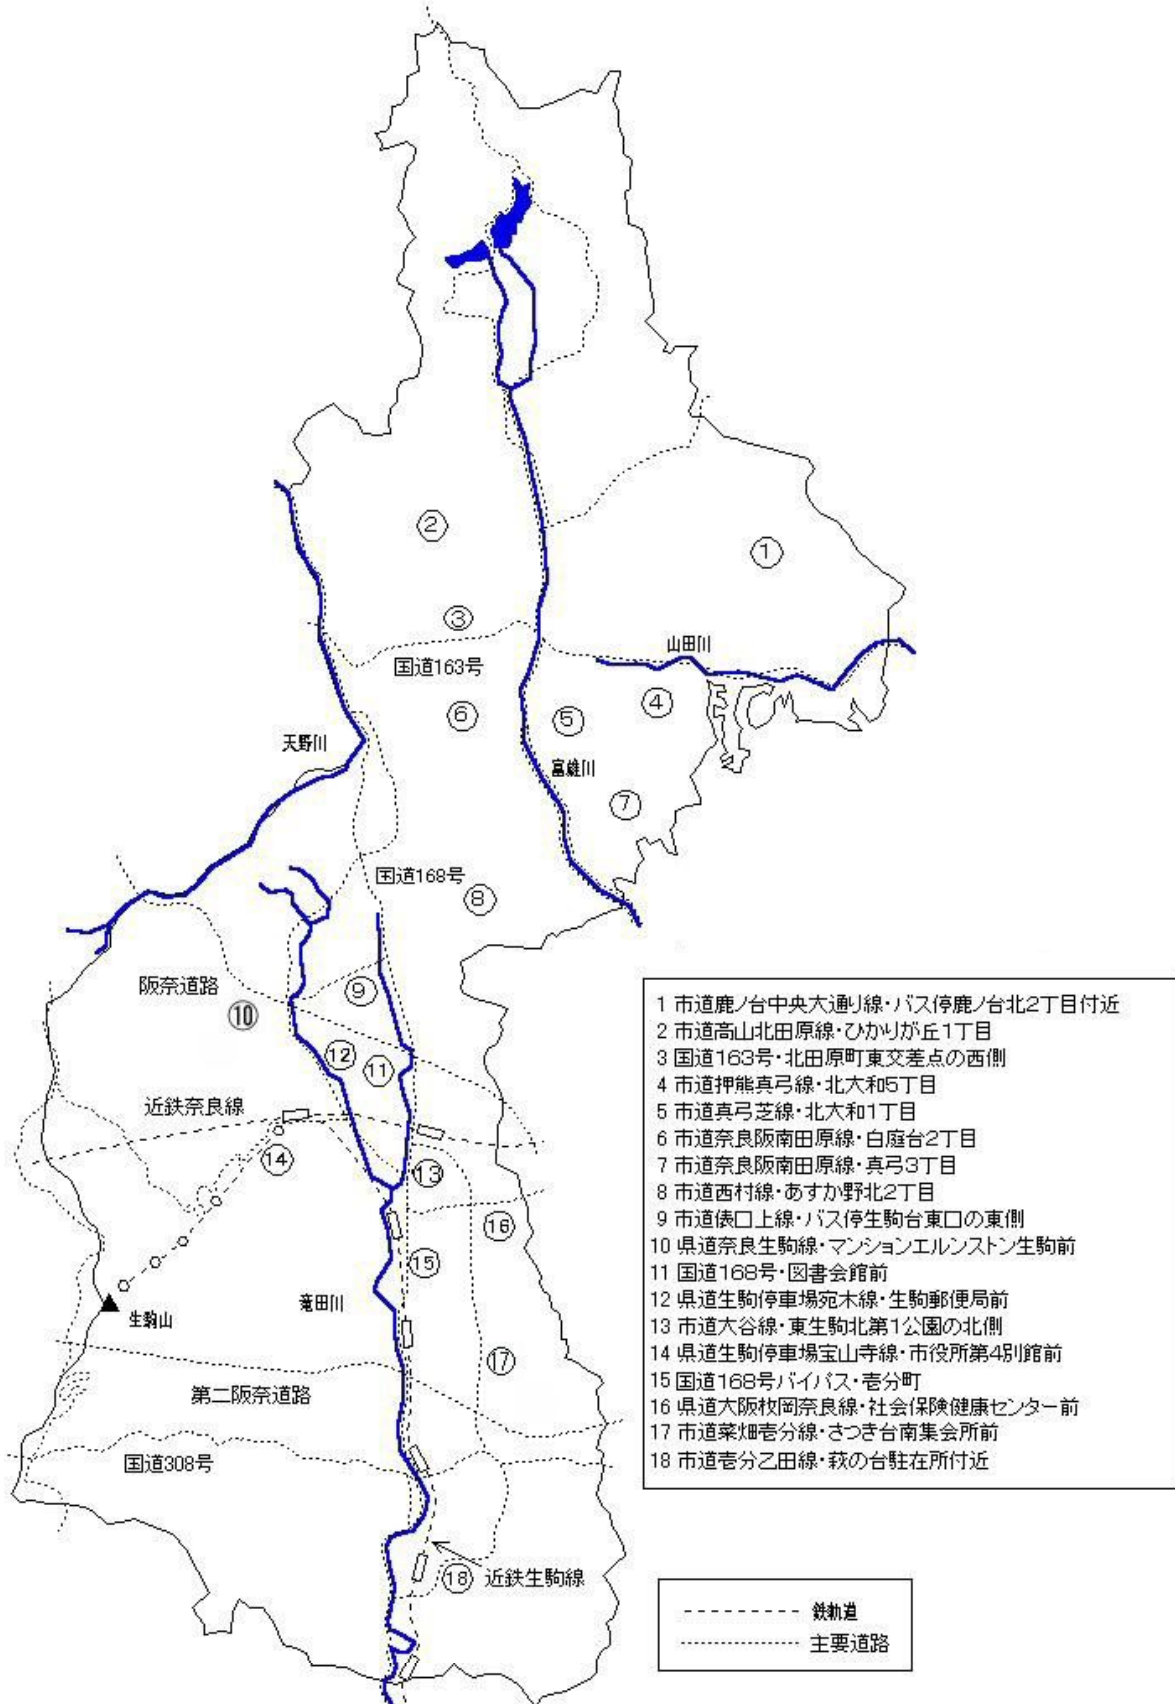 ②
①
③
山田川
国道163号
④
⑥
⑤
天野川
富雄川
⑦
国道168号
⑧
阪奈道路
⑨
⑩
⑫
⑪
近鉄奈良線
⑭
⑬
⑯
⑮
生駒山
竜田川
⑰
第二阪奈道路
国道308号
⑱
近鉄生駒線
1 市道鹿ノ台中央大通り線・バス停鹿ノ台北2丁目付近
2 市道高山北田原線・ひかりが丘1丁目
3 国道163号・北田原町東交差点の西側
4 市道押熊真弓線・北大和5丁目
5 市道真弓芝線・北大和1丁目
6 市道奈良阪南田原線・白庭台2丁目
7 市道奈良阪南田原線・真弓3丁目
8 市道西村線・あすか野北2丁目
9 市道俵口上線・バス停生駒台東口の東側
10 県道奈良生駒線・マンションエルンストン生駒前
11 国道168号・図書会館前
12 県道生駒停車場宛木線・生駒郵便局前
13 市道大谷線・東生駒北第1公園の北側
14 県道生駒停車場宝山寺線・市役所第4別館前
15 国道168号バイパス・壱分町
16 県道大阪枚岡奈良線・社会保険健康センター前
17 市道菜畑壱分線・さつき台南集会所前
18 市道壱分乙田線・萩の台駐在所付近
鉄軌道
主要道路